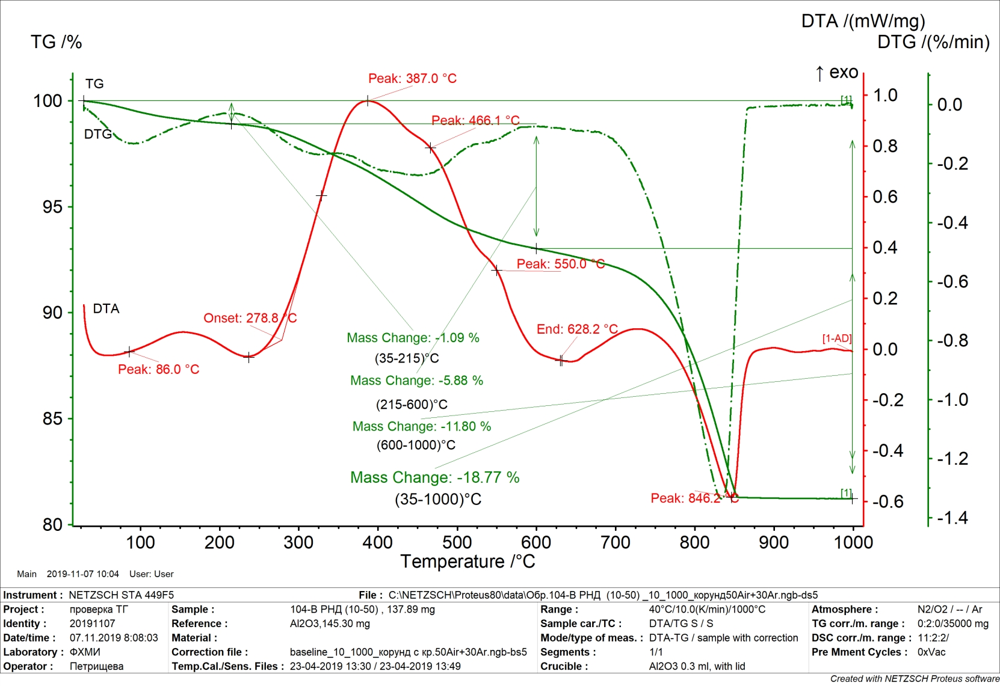 DTA /(mW/mg)
TG /%
DTG /(%/min)
↑ exo
Peak: 387.0 °C
TG
100
[1]
1.0
0.0
Peak: 466.1 °C
DTG
0.8
-0.2
95
0.6
-0.4
0.4
Peak: 550.0 °C
-0.6
90
DTA
0.2
Onset: 278.8 °C
End: 628.2 °C
Mass Change: -1.09 %
[1-AD]
-0.8
0.0
(35-215)°C
Peak: 86.0 °C
Mass Change: -5.88 %
(215-600)°C
-0.2
-1.0
85
Mass Change: -11.80 %
(600-1000)°C
-0.4
-1.2
Mass Change: -18.77 %
(35-1000)°C
Peak: 846.2 °C
[1]
-0.6
-1.4
80
100 200 300 400 500 600 700 800 900 1000
Temperature /°C
Main 2019-11-07 10:04 User: User
Instrument : NETZSCH STA 449F5 File : C:\NETZSCH\Proteus80\data\Обр.104-В РНД (10-50) _10_1000_корунд50Air+30Ar.ngb-ds5
Project : проверка ТГ Sample : 104-В РНД (10-50) , 137.89 mg Range : 40°C/10.0(K/min)/1000°C Atmosphere : N2/O2 / -- / Ar
Identity : 20191107 Reference : Al2O3,145.30 mg Sample car./TC : DTA/TG S / S TG corr./m. range : 0:2:0/35000 mg
Date/time : 07.11.2019 8:08:03 Material : Mode/type of meas. : DTA-TG / sample with correction DSC corr./m. range : 11:2:2/
Laboratory : ФХМИ Correction file : baseline_10_1000_корунд с кр.50Air+30Ar.ngb-bs5 Segments : 1/1 Pre Mment Cycles : 0xVac
Operator : Петрищева Temp.Cal./Sens. Files : 23-04-2019 13:30 / 23-04-2019 13:49 Crucible : Al2O3 0.3 ml, with lid
Created with NETZSCH Proteus software